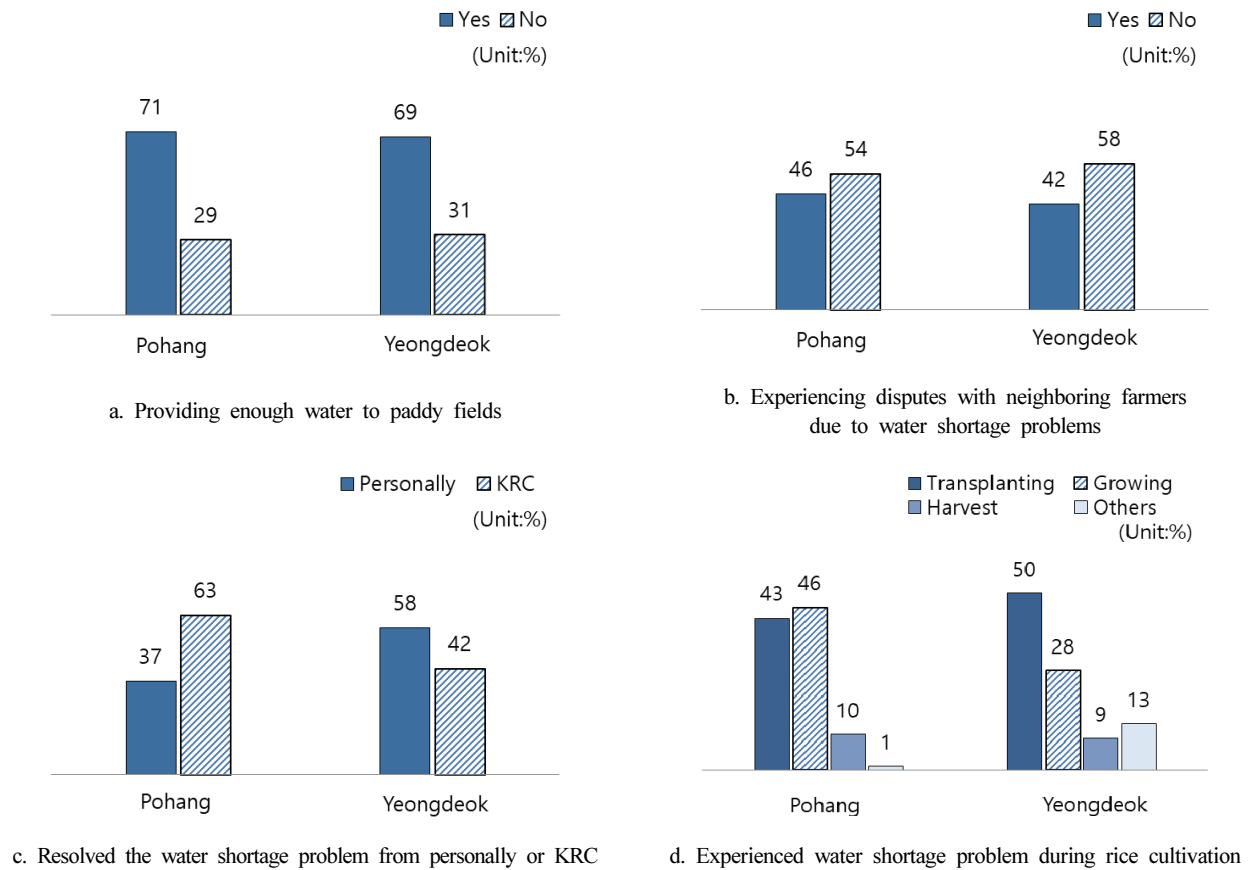 Yes No
(Unit:%)
71
29
69
31
Pohang
Yeongdeok
a. Providing enough water to paddy fields
Yes No
(Unit:%)
46
54
42
58
Pohang
Yeongdeok
b. Experiencing disputes with neighboring farmers
due to water shortage problems
Personally KRC
(Unit:%)
37
63
58
42
Pohang
Yeongdeok
c. Resolved the water shortage problem from personally or KRC
Transplanting Growing
Harvest Others
(Unit:%)
43
46
10
1
50
28
9
13
Pohang
Yeongdeok
d. Experienced water shortage problem during rice cultivation